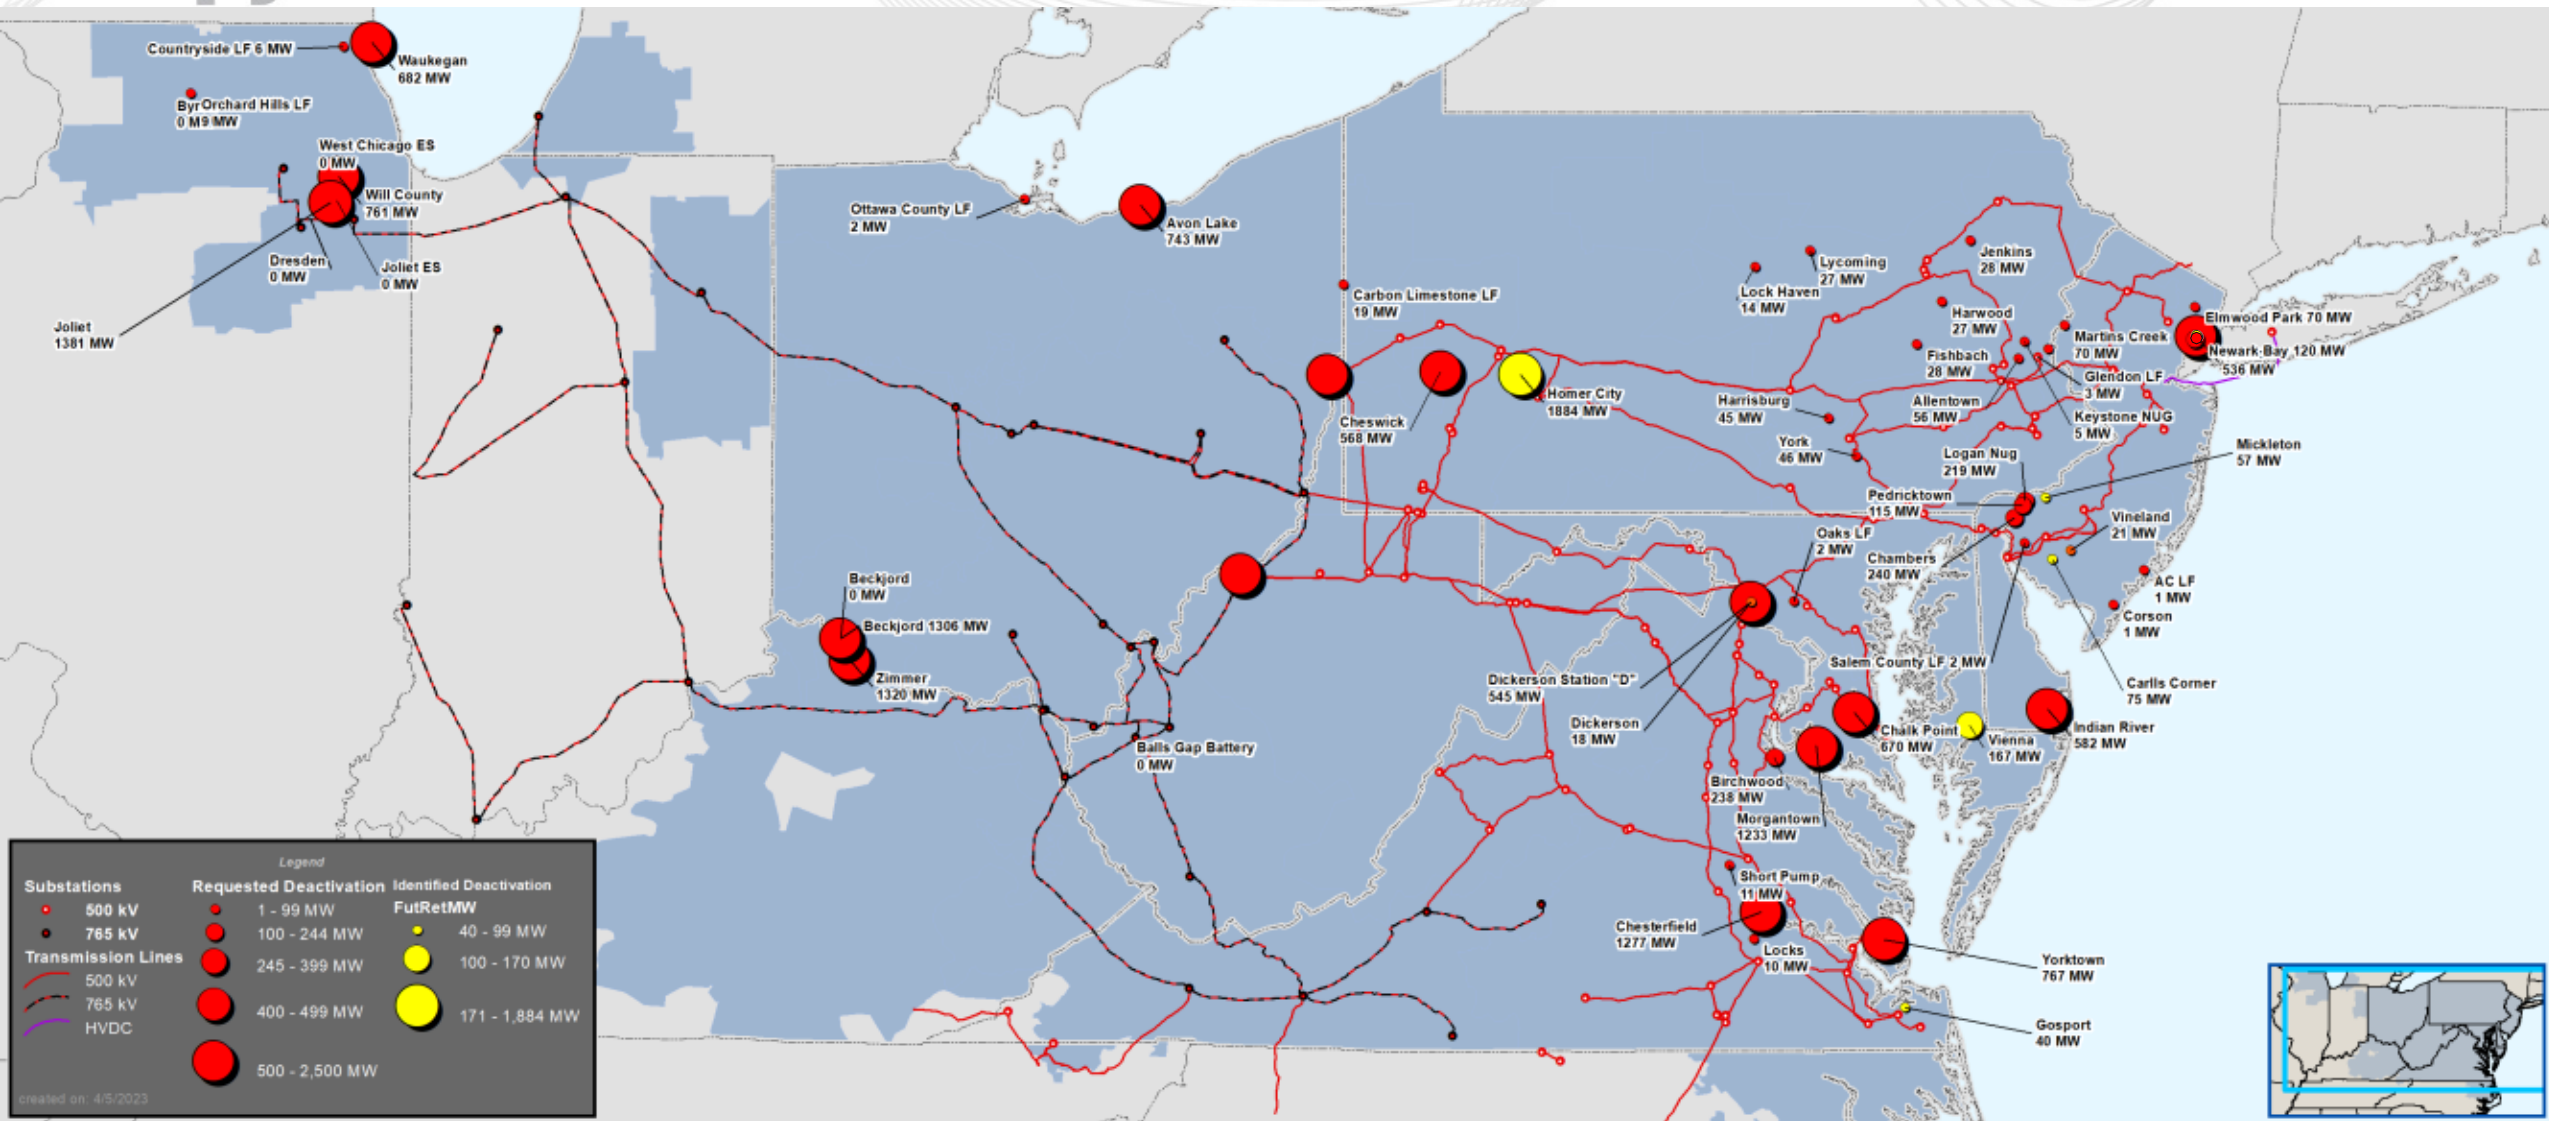 Countryside LF 6 MW
Waukegan
682 MW
Orchard Hills LF
0 M9 MW
West Chicago ES
0 MW
Will County
761 MW
Dresden
0 MW
Joliet ES
0 MW
Joliet
1381 MW
Ottawa County LF
2 MW
Avon Lake
743 MW
Carbon Limestone LF
19 MW
Cheswick
568 MW
Homer City
1884 MW
Lycoming
27 MW
Lock Haven
14 MW
Jenkins
28 MW
Harwood
27 MW
Fishbach
28 MW
Martins Creek
70 MW
Elmwood Park 70 MW
Newark Bay 120 MW
536 MW
Glendon LF
3 MW
Allentown
56 MW
Keystone NUG
5 MW
Harrisburg
45 MW
York
46 MW
Logan Nug
219 MW
Mickleton
57 MW
Pedricktown
115 MW
Vineland
21 MW
Oaks LF
2 MW
Chambers
240 MW
AC LF
1 MW
Corson
1 MW
Salem County LF 2 MW
Carlls Corner
75 MW
Beckjord
0 MW
Beckjord 1306 MW
Zimmer
1320 MW
Balls Gap Battery
0 MW
Dickerson Station "D"
545 MW
Dickerson
18 MW
Chalk Point
670 MW
Vienna
167 MW
Indian River
582 MW
Birchwood
238 MW
Morgantown
1233 MW
Short Pump
11 MW
Chesterfield
1277 MW
Locks
10 MW
Yorktown
767 MW
Gosport
40 MW
Legend
Substations
500 kV
765 kV
Transmission Lines
500 kV
765 kV
HVDC
Requested Deactivation
1 - 99 MW
100 - 244 MW
245 - 399 MW
400 - 499 MW
500 - 2,500 MW
Identified Deactivation
FutRetMW
40 - 99 MW
100 - 170 MW
171 - 1,884 MW
created on: 4/5/2023